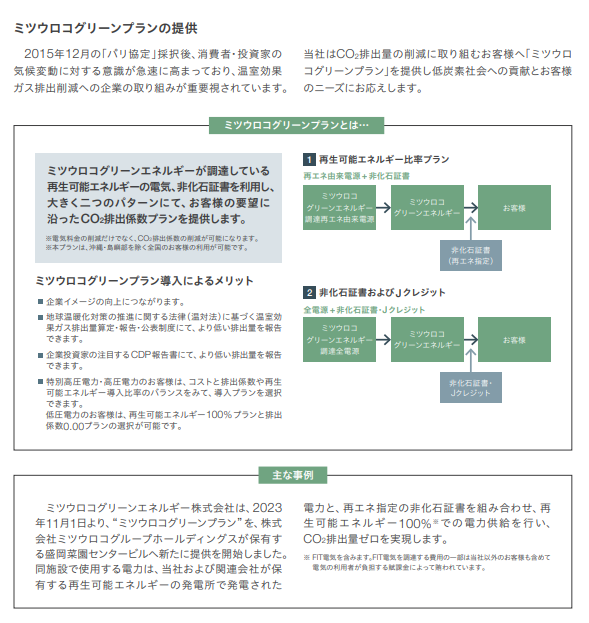 ミツウロコグリーンプランの提供
2015年12月の「パリ協定」採択後、消費者・投資家の
気候変動に対する意識が急速に高まっており、温室効果
ガス排出削減への企業の取り組みが重要視されています。
当社はCO₂排出量の削減に取り組むお客様へ「ミツウロ
コグリーンプラン」を提供し低炭素社会への貢献とお客様
のニーズにお応えします。
ミツウロコグリーンプランとは…
ミツウロコグリーンエネルギーが調達している
再生可能エネルギーの電気、非化石証書を利用し、
大きく二つのパターンにて、お客様の要望に
沿ったCO₂排出係数プランを提供します。
※電気料金の削減だけでなく、CO₂排出係数の削減が可能になります。
※本プランは、沖縄・島嶼部を除く全国のお客様の利用が可能です。
ミツウロコグリーンプラン導入によるメリット
■ 企業イメージの向上につながります。
■ 地球温暖化対策の推進に関する法律（温対法）に基づく温室効
果ガス排出量算定・報告・公表制度にて、より低い排出量を報告
できます。
■ 企業投資家の注目するCDP報告書にて、より低い排出量を報告
できます。
■ 特別高圧電力・高圧電力のお客様は、コストと排出係数や再生
可能エネルギー導入比率のバランスをみて、導入プランを選択
できます。
低圧電力のお客様は、再生可能エネルギー100％プランと排出
係数0.00プランの選択が可能です。
1 再生可能エネルギー比率プラン
再エネ由来電源＋非化石証書
ミツウロコ
グリーンエネルギー
調達再エネ由来電源
ミツウロコ
グリーンエネルギー
お客様
非化石証書
（再エネ指定）
2 非化石証書およびJクレジット
全電源＋非化石証書・Jクレジット
ミツウロコ
グリーンエネルギー
調達全電源
ミツウロコ
グリーンエネルギー
お客様
非化石証書・
Jクレジット
主な事例
ミツウロコグリーンエネルギー株式会社は、2023
年11月1日より、“ミツウロコグリーンプラン”を、株式
会社ミツウロコグループホールディングスが保有す
る盛岡菜園センタービルへ新たに提供を開始しました。
同施設で使用する電力は、当社および関連会社が保
有する再生可能エネルギーの発電所で発電された
電力と、再エネ指定の非化石証書を組み合わせ、再
生可能エネルギー100％※での電力供給を行い、
CO₂排出量ゼロを実現します。
※ FIT電気を含みます。FIT電気を調達する費用の一部は当社以外のお客様も含めて
電気の利用者が負担する賦課金によって賄われています。